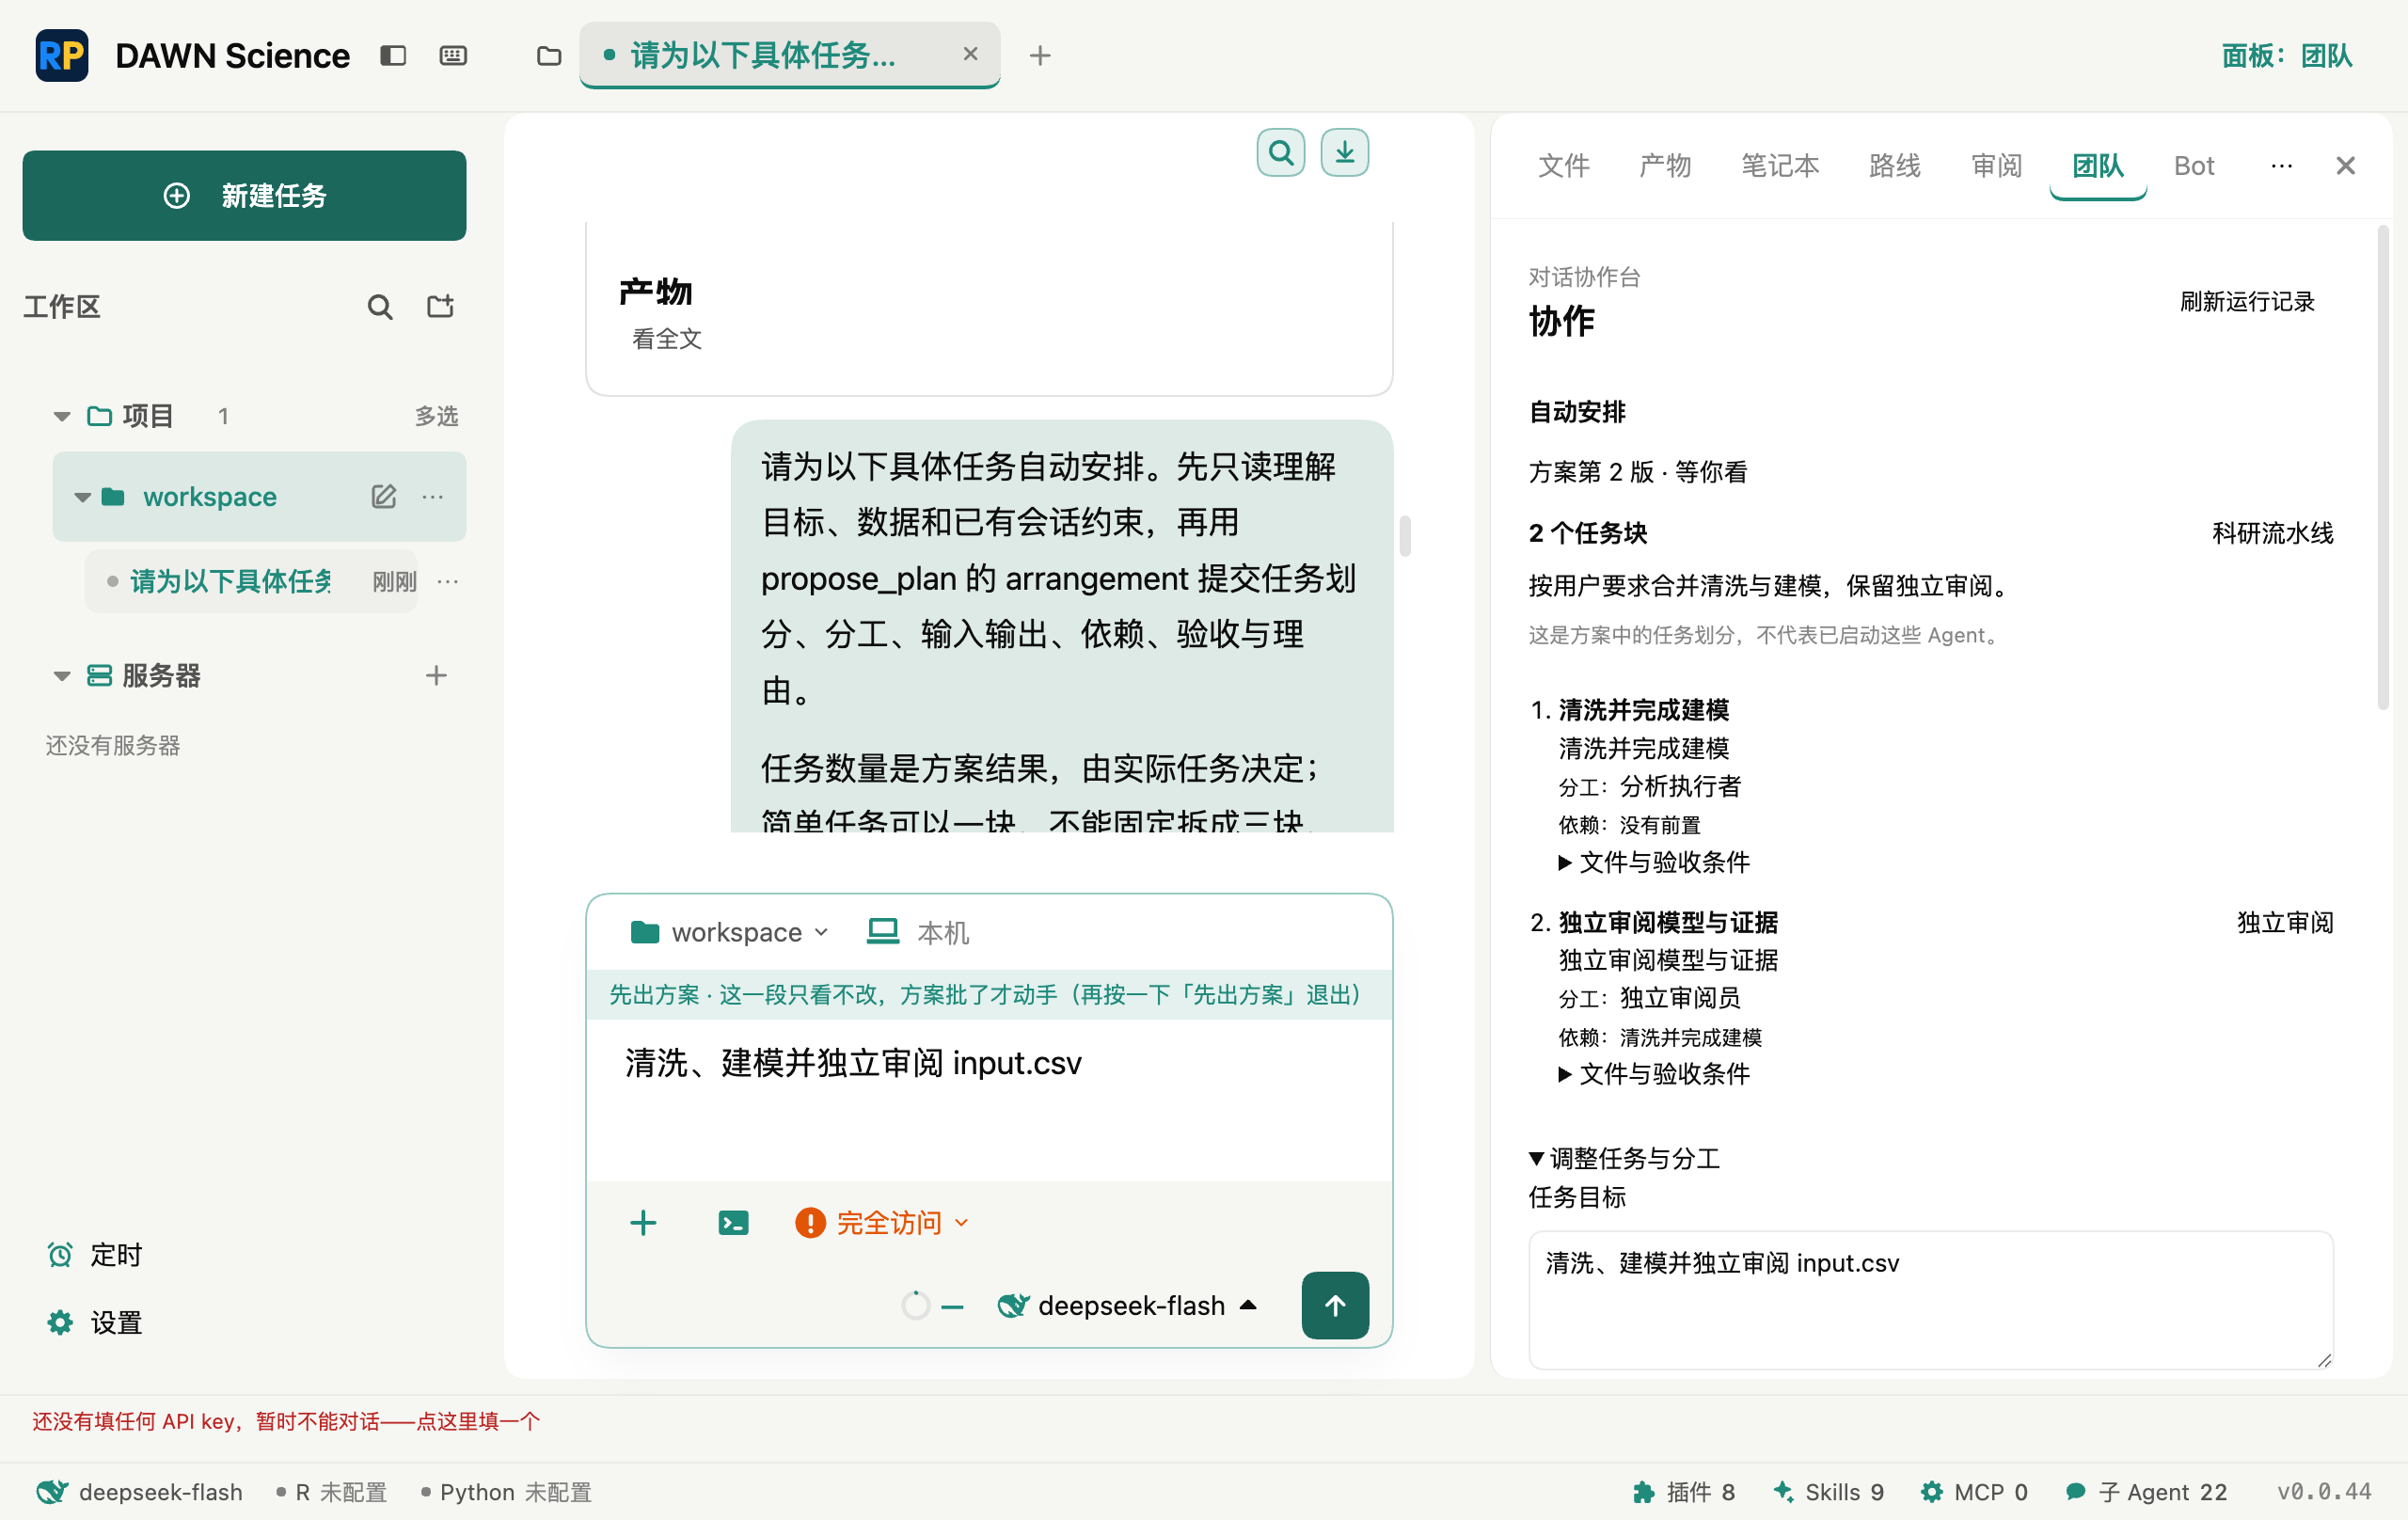 RP DAWN Science
请为以下具体任务...
面板：团队
新建任务
工作区
项目 1 多选
workspace
请为以下具体任务 刚刚
服务器
还没有服务器
定时
设置
产物
看全文
请为以下具体任务自动安排。先只读理解
目标、数据和已有会话约束，再用
propose_plan 的 arrangement 提交任务划
分、分工、输入输出、依赖、验收与理
由。
任务数量是方案结果，由实际任务决定；
简单任务可以一块，不能固定拆成三块。
workspace 本机
先出方案 · 这一段只看不改，方案批了才动手（再按一下「先出方案」退出）
清洗、建模并独立审阅 input.csv
完全访问
deepseek-flash
文件 产物 笔记本 路线 审阅 团队 Bot
对话协作台
协作
刷新运行记录
自动安排
方案第 2 版 · 等你看
2 个任务块 科研流水线
按用户要求合并清洗与建模，保留独立审阅。
这是方案中的任务划分，不代表已启动这些 Agent。
1. 清洗并完成建模
清洗并完成建模
分工：分析执行者
依赖：没有前置
文件与验收条件
2. 独立审阅模型与证据 独立审阅
独立审阅模型与证据
分工：独立审阅员
依赖：清洗并完成建模
文件与验收条件
调整任务与分工
任务目标
清洗、建模并独立审阅 input.csv
还没有填任何 API key，暂时不能对话——点这里填一个
deepseek-flash R 未配置 Python 未配置
插件 8 Skills 9 MCP 0 子 Agent 22 v0.0.44